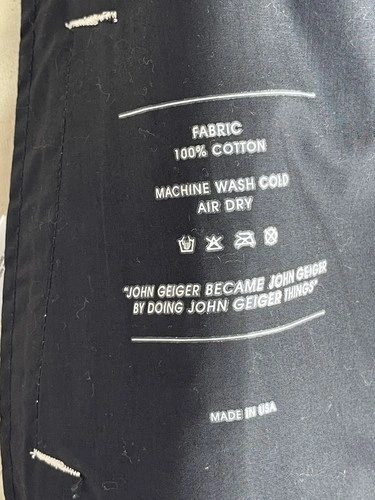 FABRIC
100% COTTON
MACHINE WASH COLD
AIR DRY
"JOHN GEIGER BECAME JOHN GEIGER
BY DOING JOHN GEIGER THINGS"
MADE IN USA